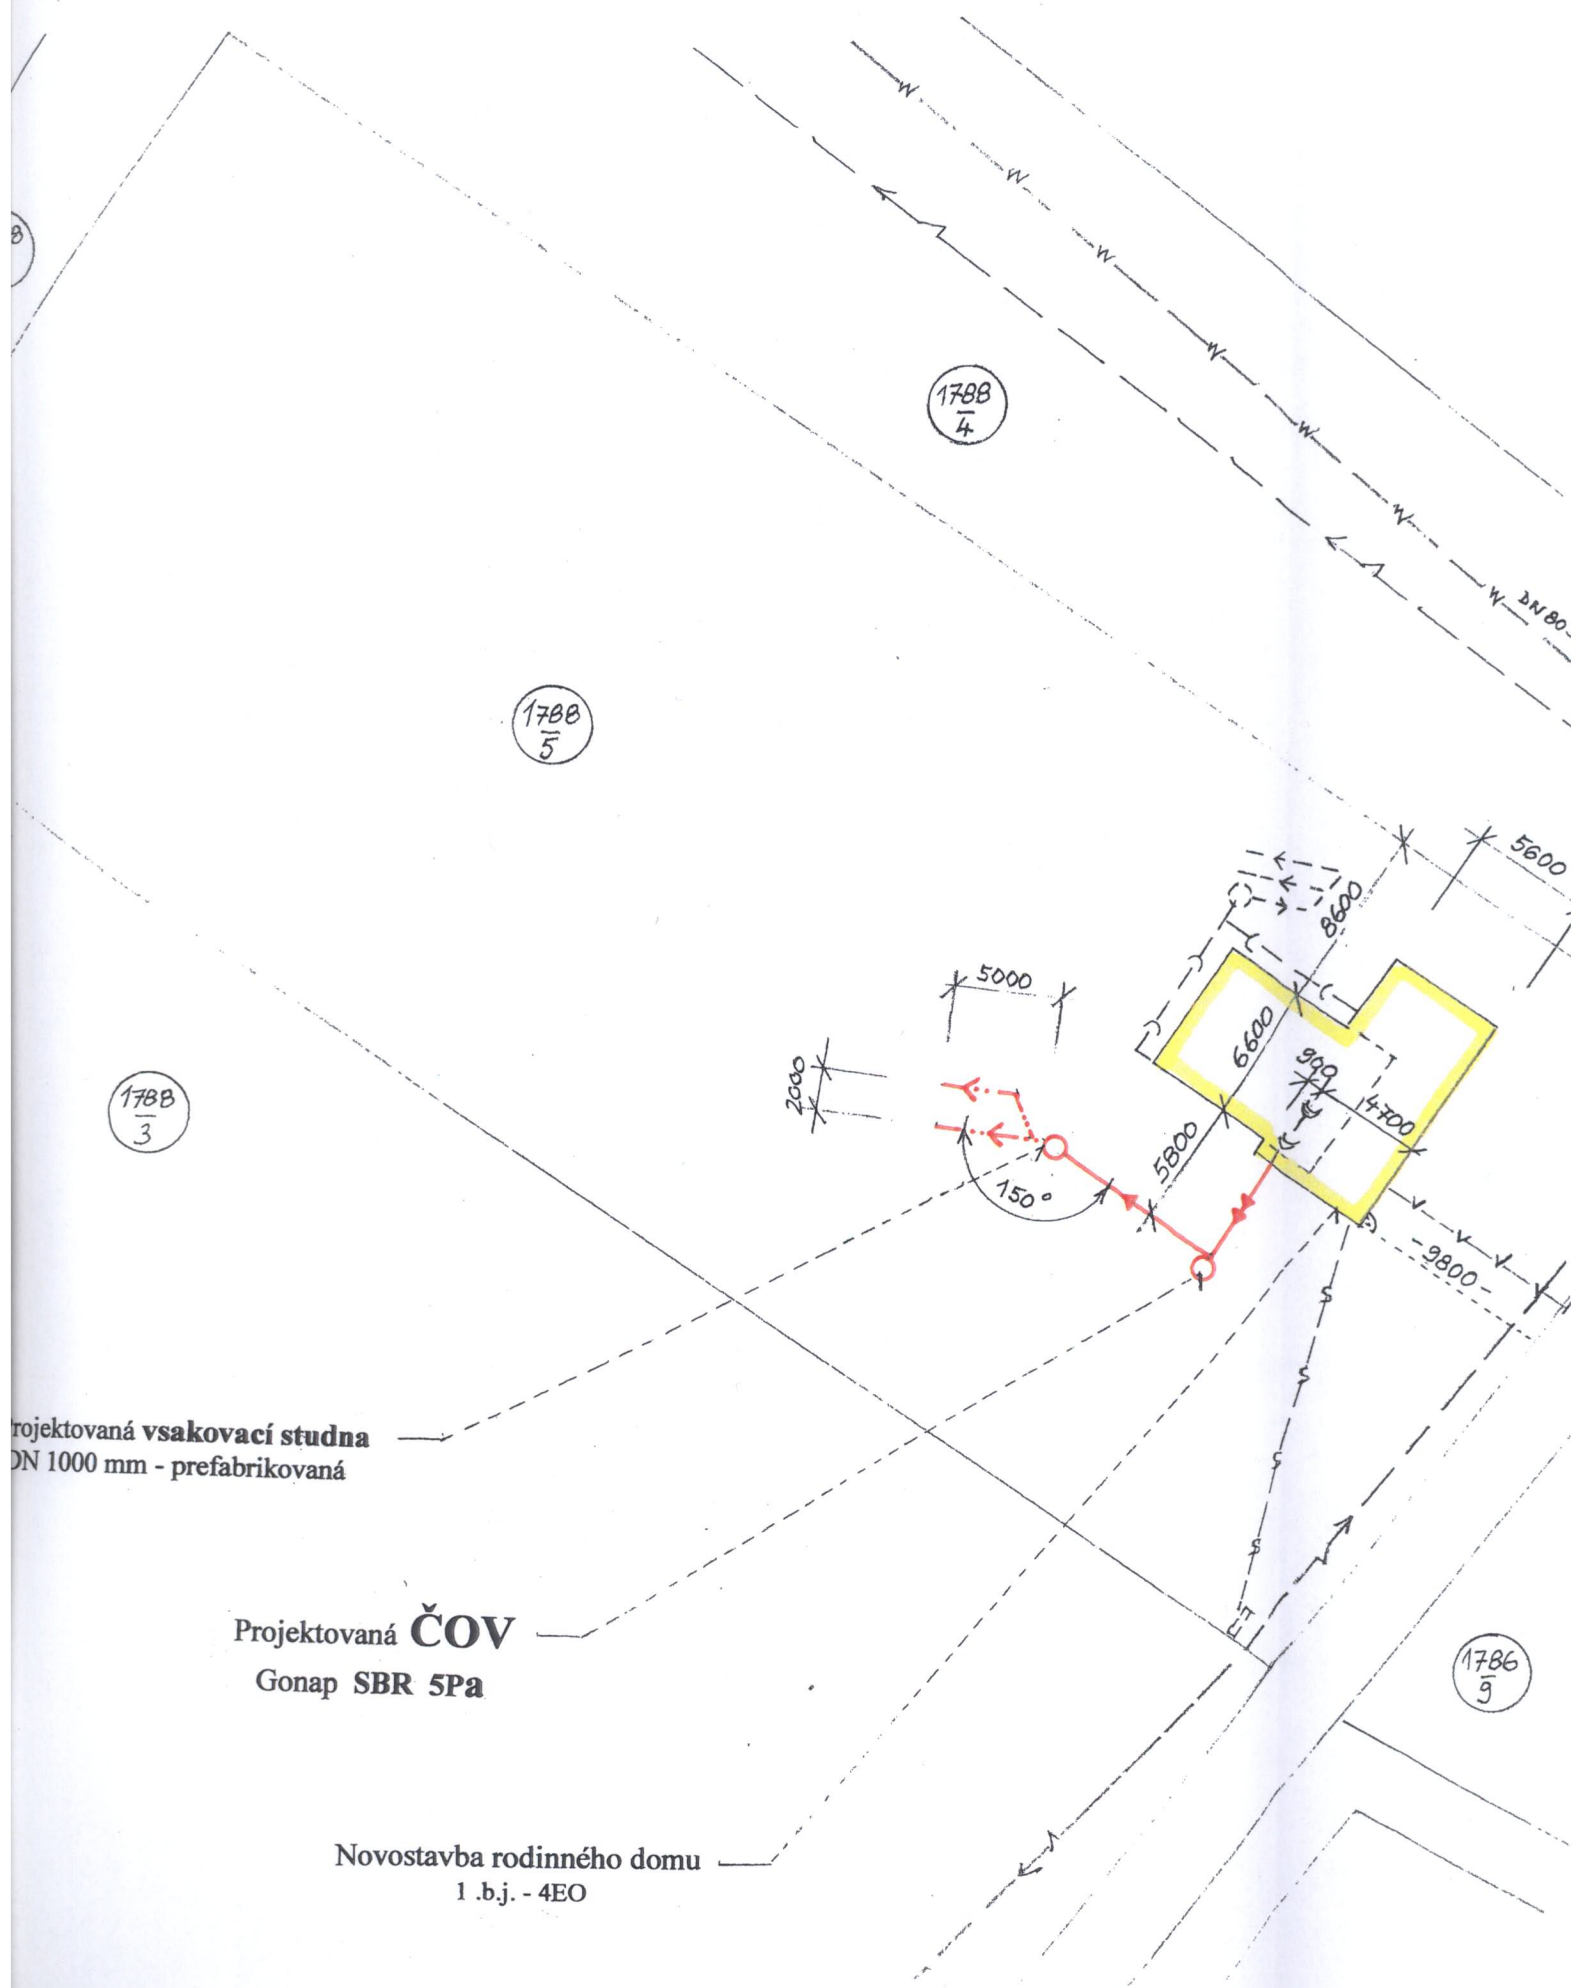 8
W
W
W
W
W
W
W
DN80
1788
4
1788
5
1788
3
5600
8600
5000
2000
6600
900
4700
5800
150°
-9800-
S
S
S
S
rojektovaná vsakovací studna
DN 1000 mm - prefabrikovaná
Projektovaná ČOV
Gonap SBR 5Pa
1786
9
Novostavba rodinného domu
1 .b.j. - 4EO